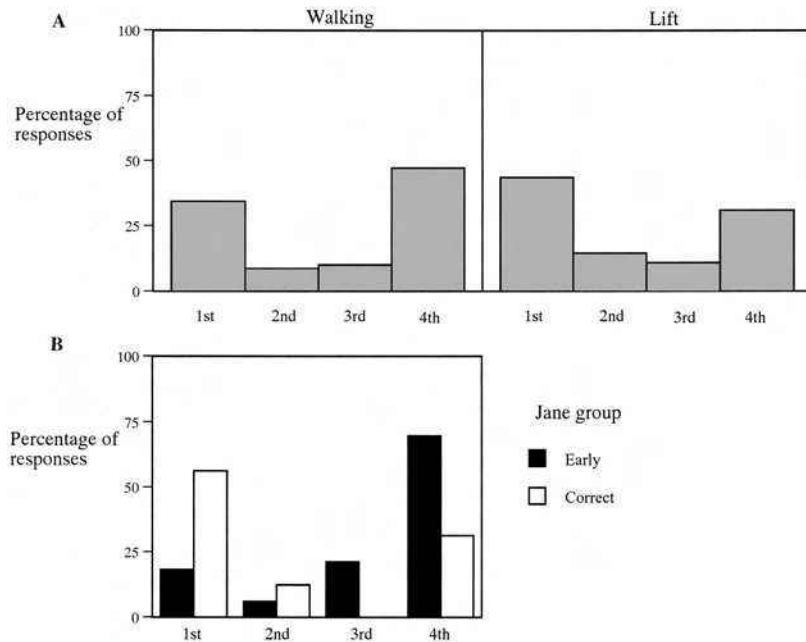 A
Walking
Lift
Percentage of
responses
100
75
50
25
0
1st 2nd 3rd 4th 1st 2nd 3rd 4th
B
Percentage of
responses
100
75
50
25
0
1st 2nd 3rd 4th
Jane group
Early
Correct